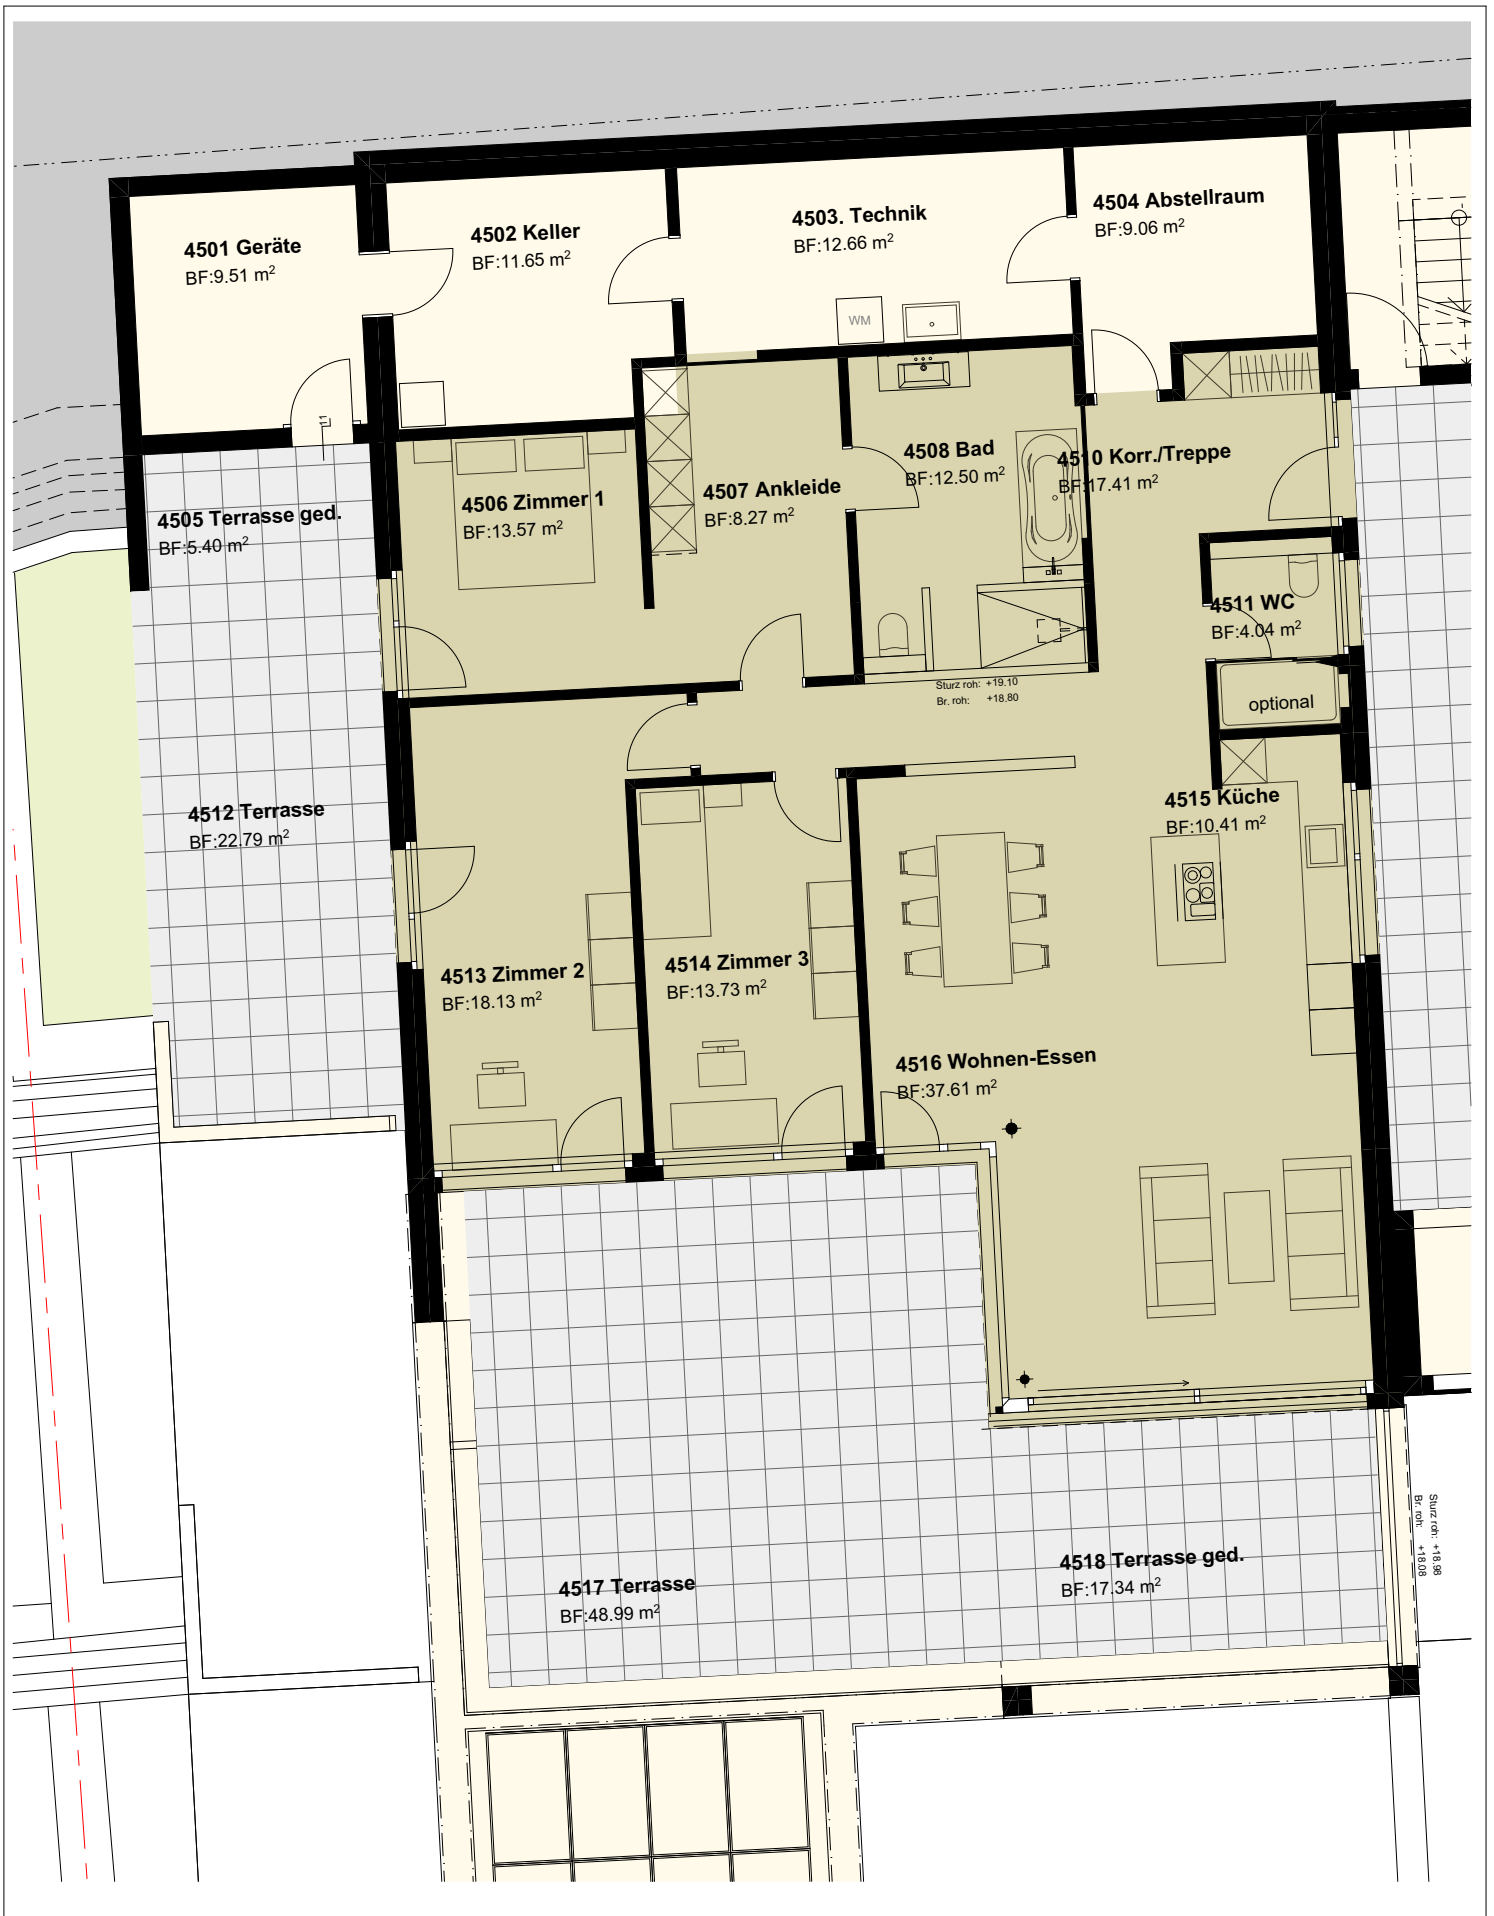 4501 Geräte
BF:9.51 m²
4502 Keller
BF:11.65 m²
4503. Technik
BF:12.66 m²
4504 Abstellraum
BF:9.06 m²
WM
11
4505 Terrasse ged.
BF:5.40 m²
4506 Zimmer 1
BF:13.57 m²
4507 Ankleide
BF:8.27 m²
4508 Bad
BF:12.50 m²
4510 Korr./Treppe
BF:17.41 m²
4511 WC
BF:4.04 m²
optional
Sturz roh: +19.10
Br. roh: +18.80
4512 Terrasse
BF:22.79 m²
4515 Küche
BF:10.41 m²
4513 Zimmer 2
BF:18.13 m²
4514 Zimmer 3
BF:13.73 m²
4516 Wohnen-Essen
BF:37.61 m²
4517 Terrasse
BF:48.99 m²
4518 Terrasse ged.
BF:17.34 m²
Sturz roh: +18.98
Br. roh: +18.08